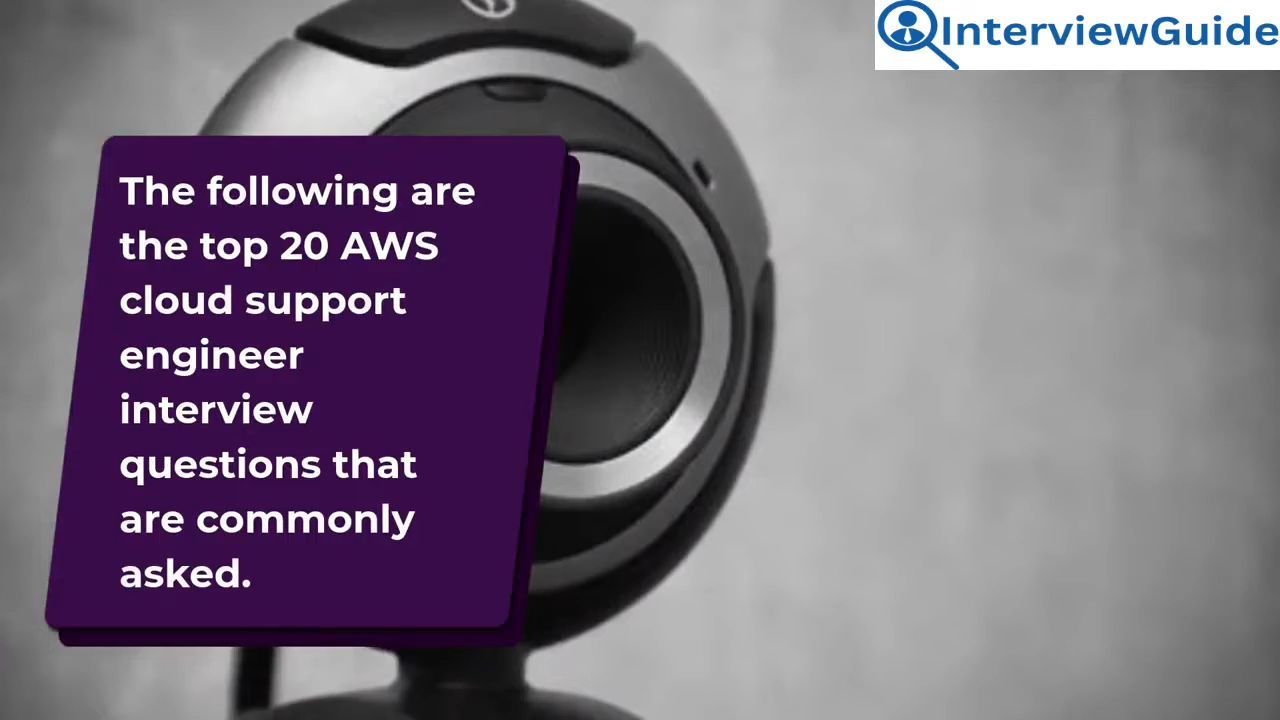 InterviewGuide
The following are
the top 20 AWS
cloud support
engineer
interview
questions that
are commonly
asked.